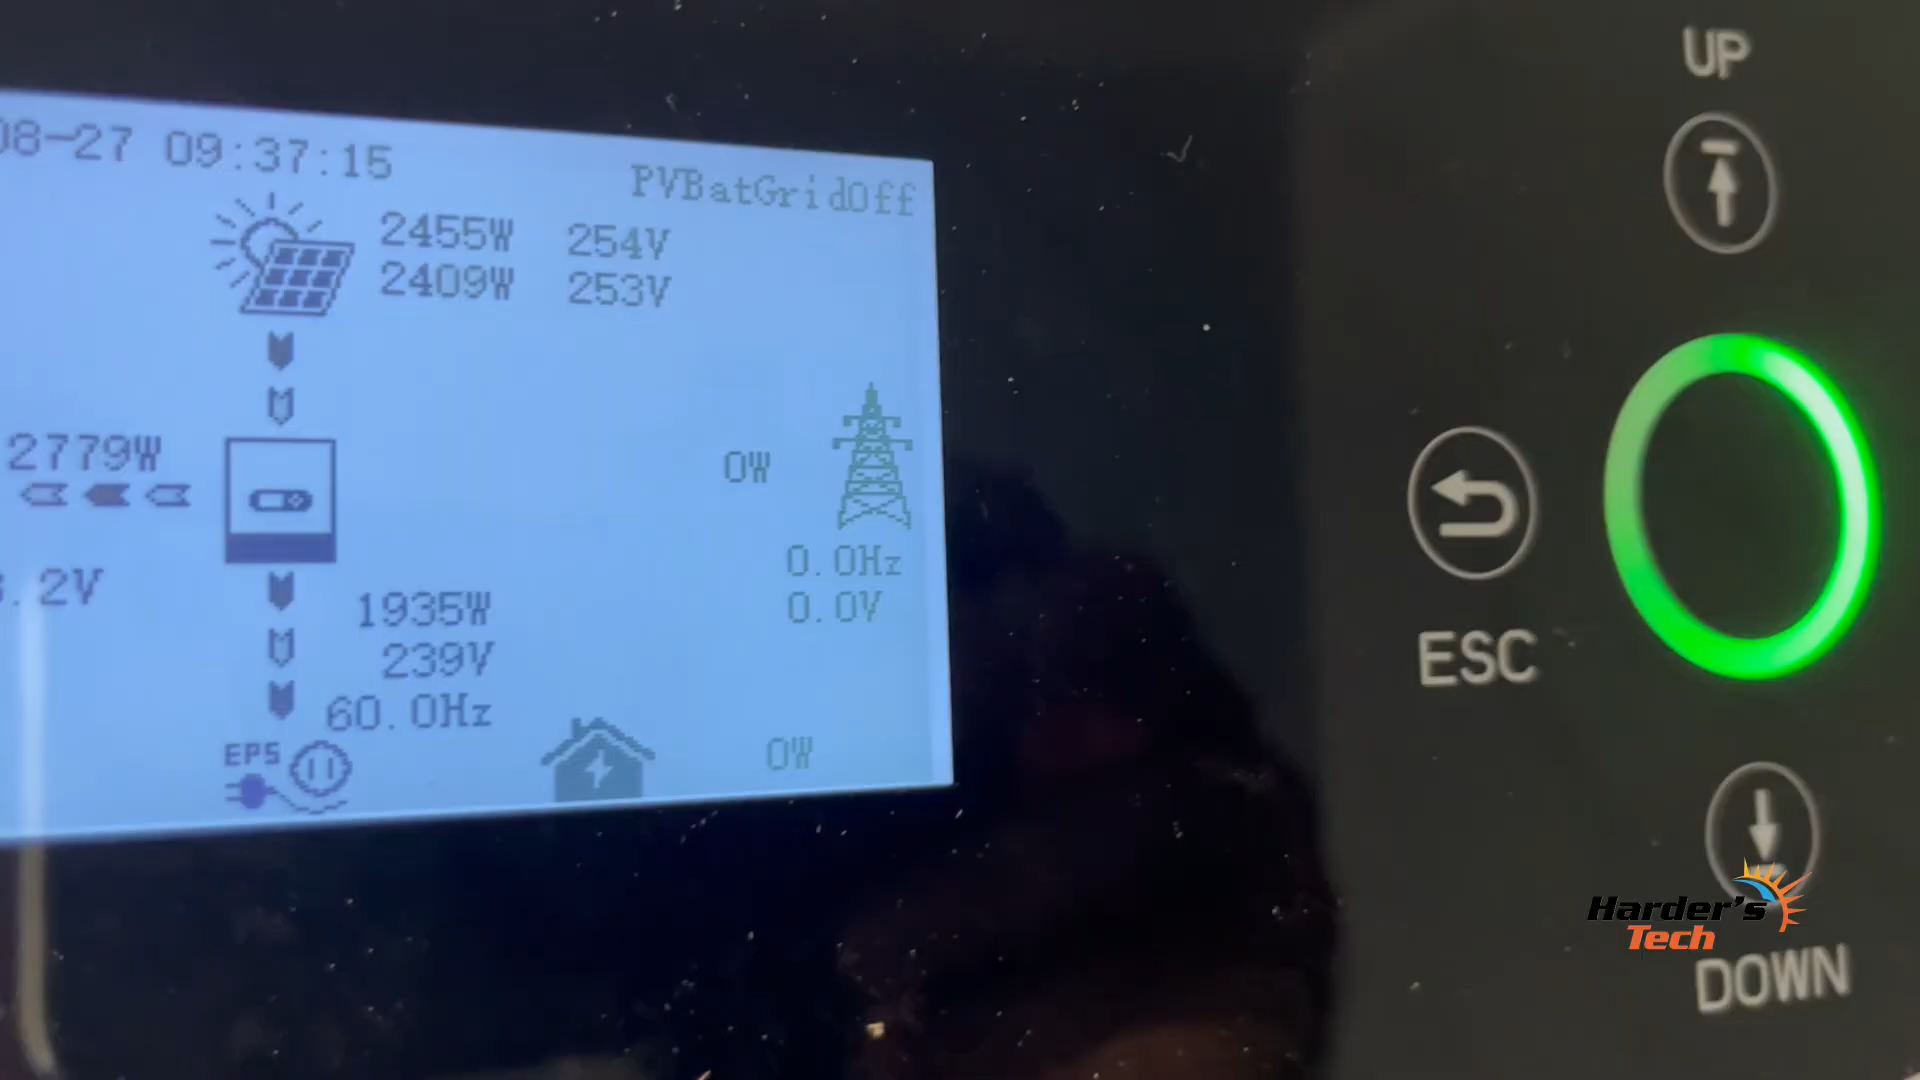 08-27 09:37:15
PVBatGridOff
2455W 254V
2409W 253V
2779W
0W
0.0Hz
0.0V
.2V
1935W
239V
60.0Hz
EPS
0W
UP
ESC
DOWN
Harder's
Tech